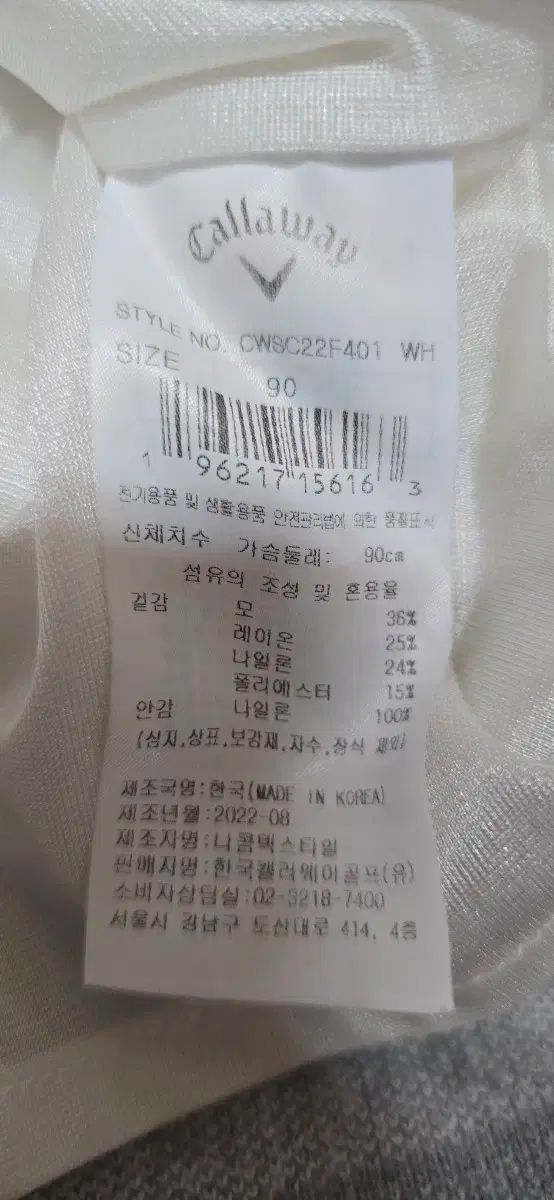 Callaway
STYLE NO. CWSC22F401 WH
SIZE 90
1 96217 15616 3
전기용품 및 생활용품 안전관리법에 의한 품질표시
신체치수 가슴둘레: 90cm
섬유의 조성 및 혼용율
겉감 모 36%
레이온 25%
나일론 24%
폴리에스터 15%
안감 나일론 100%
(심지,상표,보강재,자수,장식 제외)
제조국명:한국(MADE IN KOREA)
제조년월:2022-08
제조자명:니콤텍스타일
판매자명:한국캘러웨이골프(유)
소비자상담실:02-3218-7400
서울시 강남구 도산대로 414, 4층